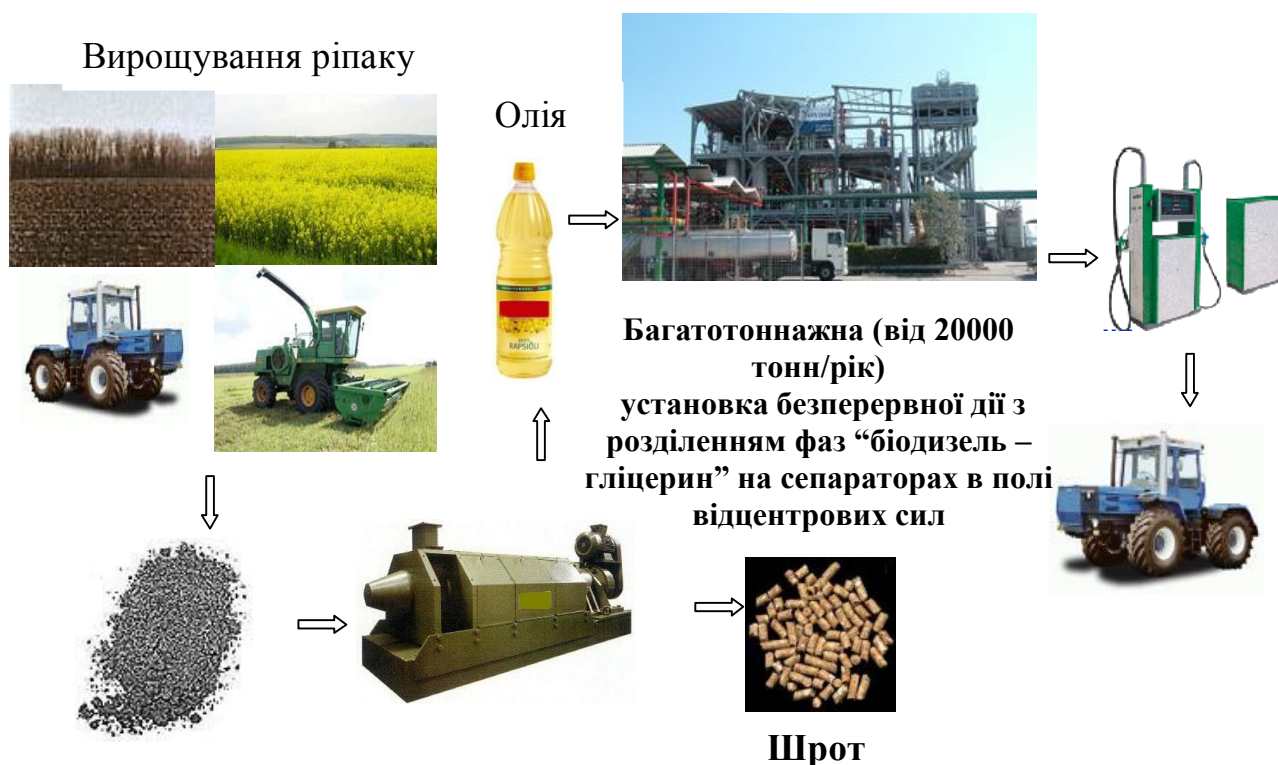 Вирощування ріпаку
Олія
RAPSIÕLI
Багатотоннажна (від 20000
тонн/рік)
установка безперервної дії з
розділенням фаз “біодизель –
гліцерин” на сепараторах в полі
відцентрових сил
Шрот